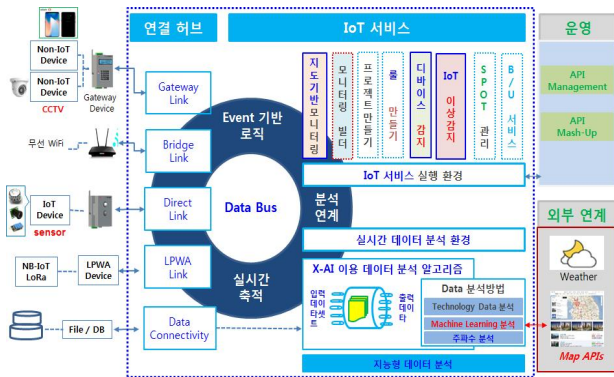 연결 허브
IoT 서비스
운영
Non-IoT
Device
Non-IoT
Device
CCTV
Gateway
Device
Gateway
Link
무선 WiFi
Bridge
Link
IoT
Device
sensor
Direct
Link
NB-IoT
LoRa
LPWA
Device
LPWA
Link
File / DB
Data
Connectivity
Event 기반
로직
Data Bus
분석
연계
실시간
축적
지도기반모니터링
모니터링 빌더
프로젝트만들기
룰 만들기
디바이스 감지
IoT
이상감지
SPOT 관리
B/U 서비스
IoT 서비스 실행 환경
실시간 데이터 분석 환경
X-AI 이용 데이터 분석 알고리즘
입력
데이
타셋
트
출력
데이
타
Data 분석방법
Technology Data 분석
Machine Learning 분석
주파수 분석
지능형 데이터 분석
API
Management
API
Mash-Up
외부 연계
Weather
Map APIs